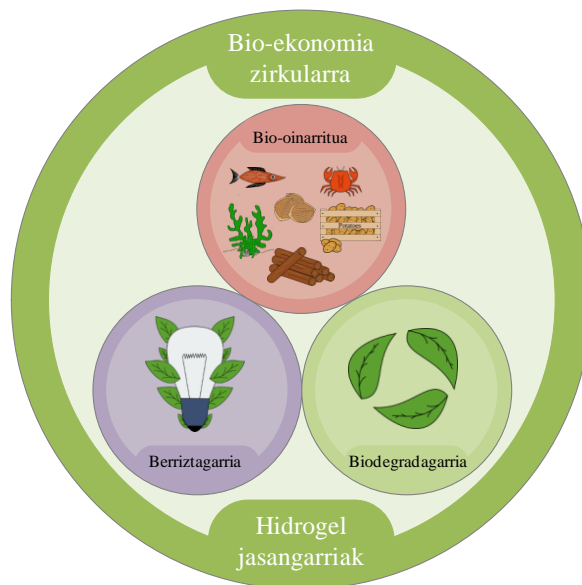 Bio-ekonomia
zirkularra
Bio-oinarritua
Potatoes
Berriztagarria
Biodegradagarria
Hidrogel
jasangarriak